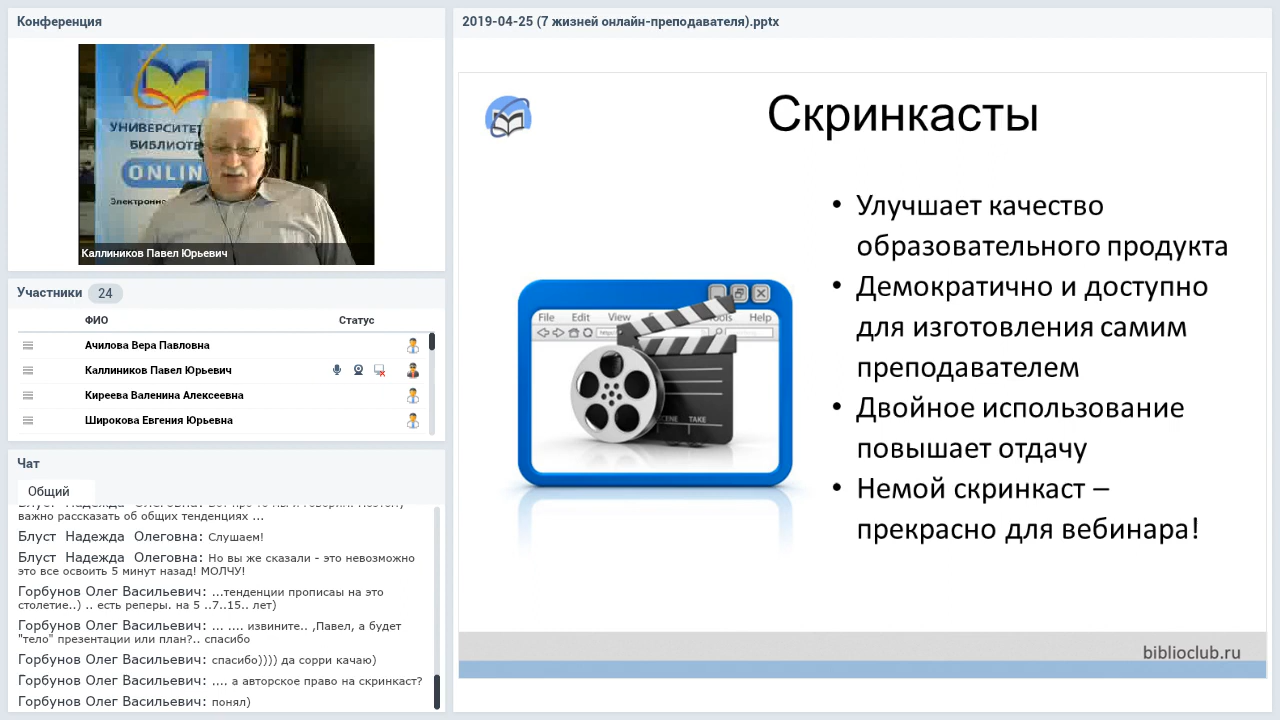 Конференция
УНИВЕРСИТЕТ
БИБЛИОТЕ
ONLIN
Электронно
Каллиников Павел Юрьевич
Участники 24
ФИО Статус
Ачилова Вера Павловна
Каллиников Павел Юрьевич
Киреева Валенина Алексеевна
Широкова Евгения Юрьевна
Чат
Общий
важно рассказать об общих тенденциях ...
Блуст Надежда Олеговна: Слушаем!
Блуст Надежда Олеговна: Но вы же сказали - это невозможно
это все освоить 5 минут назад! МОЛЧУ!
Горбунов Олег Васильевич: ...тенденции прописаы на это
столетие..) .. есть реперы. на 5 ..7..15.. лет)
Горбунов Олег Васильевич: ... .... извините.. ,Павел, а будет
"тело" презентации или план?.. спасибо
Горбунов Олег Васильевич: спасибо)))) да сорри качаю)
Горбунов Олег Васильевич: .... а авторское право на скринкаст?
Горбунов Олег Васильевич: понял)
2019-04-25 (7 жизней онлайн-преподавателя).pptx
Скринкасты
File Edit View Help
TAKE
• Улучшает качество
образовательного продукта
• Демократично и доступно
для изготовления самим
преподавателем
• Двойное использование
повышает отдачу
• Немой скринкаст –
прекрасно для вебинара!
biblioclub.ru